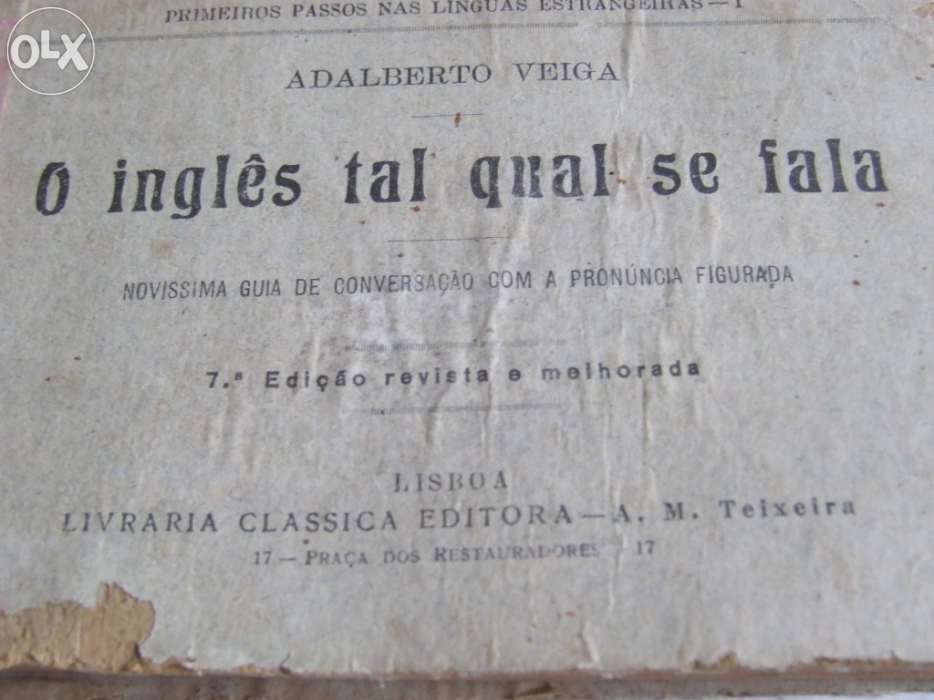 OLX
PRIMEIROS PASSOS NAS LÍNGUAS ESTRANGEIRAS — I
ADALBERTO VEIGA
O inglês tal qual se fala
NOVISSIMA GUIA DE CONVERSAÇÃO COM A PRONÚNCIA FIGURADA
7.ª Edição revista e melhorada
LISBOA
LIVRARIA CLASSICA EDITORA — A. M. Teixeira
17 — PRAÇA DOS RESTAURADORES — 17